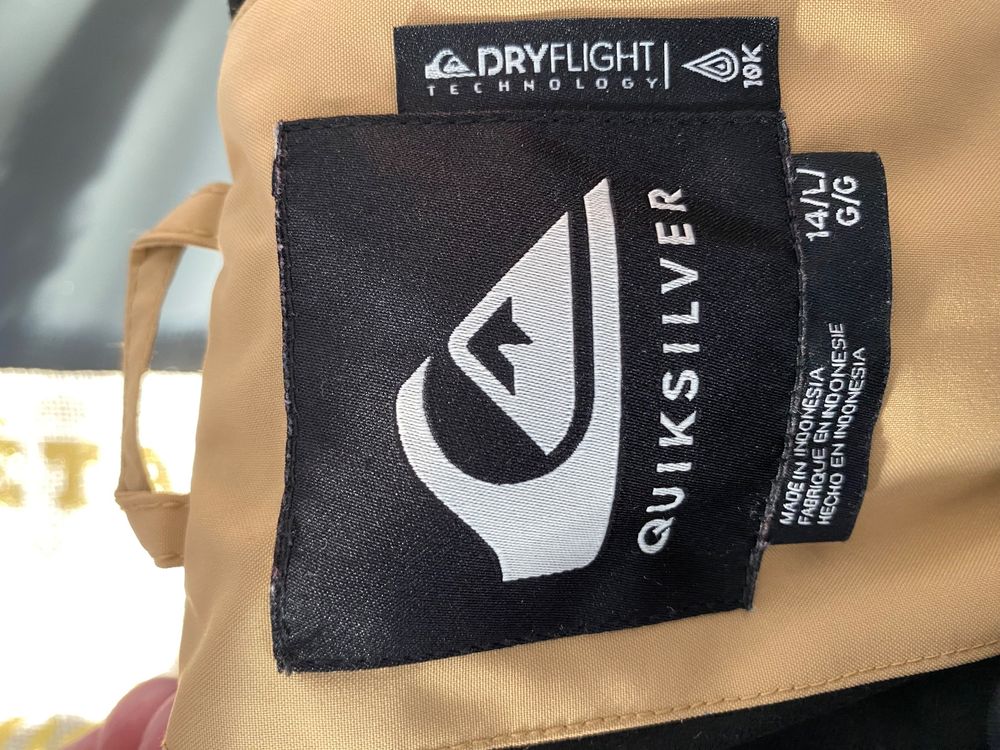 DRYFLIGHT
TECHNOLOGY
10K
QUIKSILVER
14/L/
G/G
MADE IN INDONESIA
FABRIQUE EN INDONESIE
HECHO EN INDONESIA